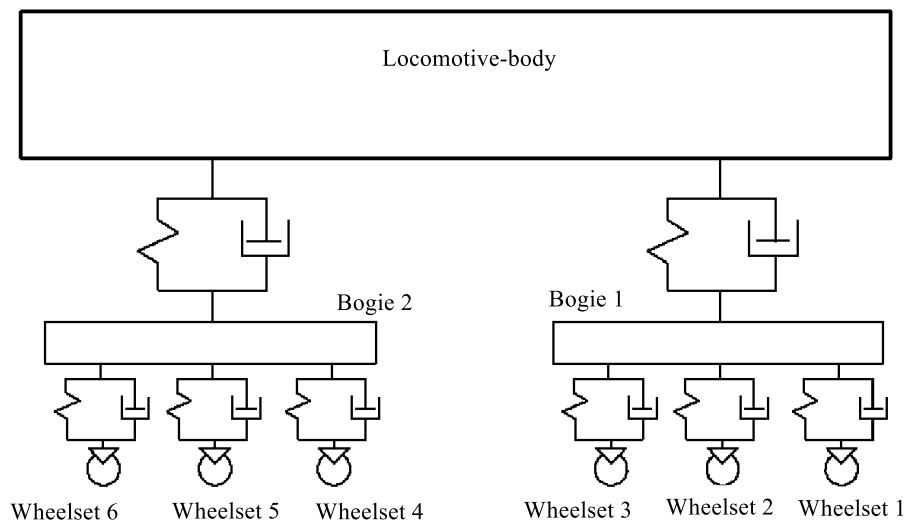 Locomotive-body
Bogie 2
Bogie 1
Wheelset 6
Wheelset 5
Wheelset 4
Wheelset 3
Wheelset 2
Wheelset 1